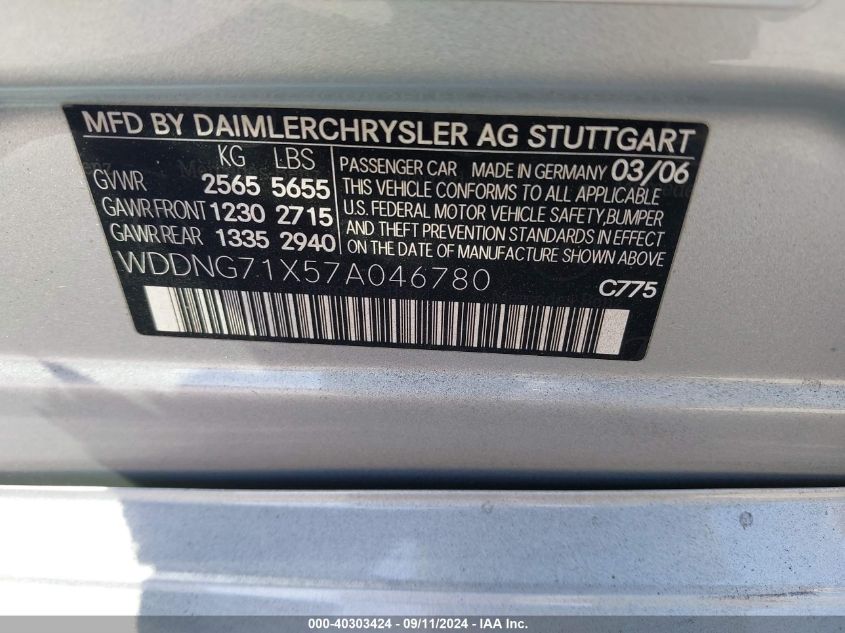 MFD BY DAIMLERCHRYSLER AG STUTTGART
KG LBS
GVWR 2565 5655
GAWR FRONT 1230 2715
GAWR REAR 1335 2940
PASSENGER CAR MADE IN GERMANY 03/06
THIS VEHICLE CONFORMS TO ALL APPLICABLE
U.S. FEDERAL MOTOR VEHICLE SAFETY,BUMPER
AND THEFT PREVENTION STANDARDS IN EFFECT
ON THE DATE OF MANUFACTURE SHOWN ABOVE
WDDNG71X57A046780
C775
000-40303424 - 09/11/2024 - IAA Inc.